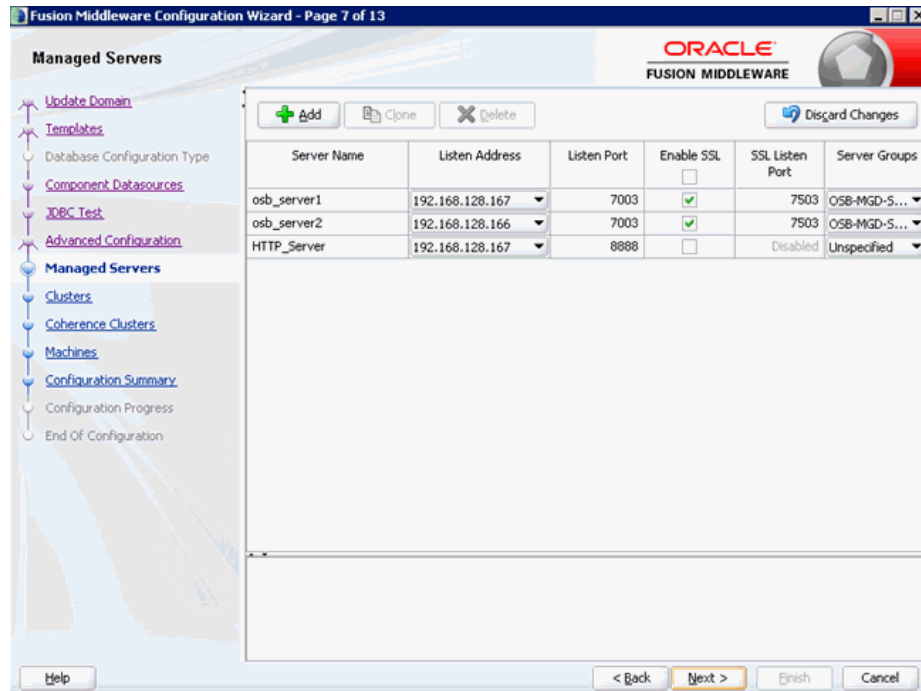 Fusion Middleware Configuration Wizard - Page 7 of 13
Managed Servers
ORACLE
FUSION MIDDLEWARE
Update Domain
Templates
Database Configuration Type
Component Datasources
JDBC Test
Advanced Configuration
Managed Servers
Clusters
Coherence Clusters
Machines
Configuration Summary
Configuration Progress
End Of Configuration
Add Clone Delete Discard Changes
Server Name Listen Address Listen Port Enable SSL SSL Listen Port Server Groups
osb_server1 192.168.128.167 7003 7503 OSB-MGD-S...
osb_server2 192.168.128.166 7003 7503 OSB-MGD-S...
HTTP_Server 192.168.128.167 8888 Disabled Unspecified
Help < Back Next > Finish Cancel